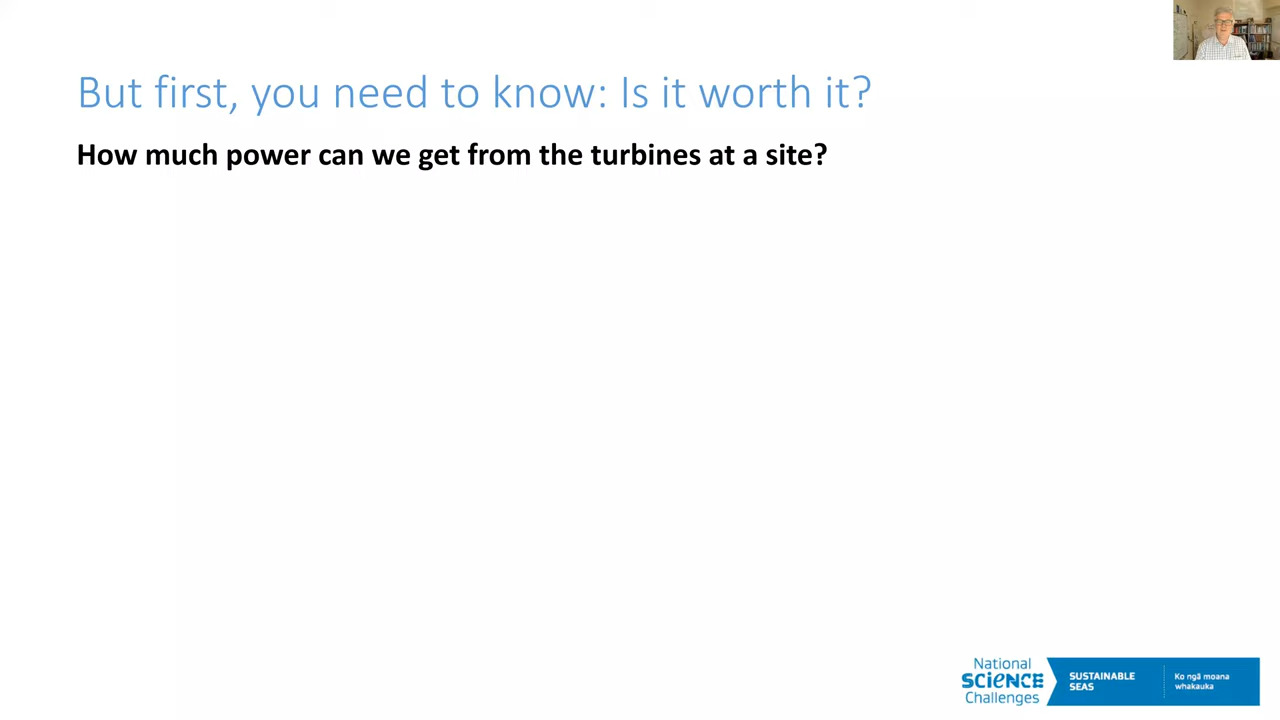 But first, you need to know: Is it worth it?
How much power can we get from the turbines at a site?
National
SCIENCE
Challenges
SUSTAINABLE
SEAS
Ko ngā moana
whakauka